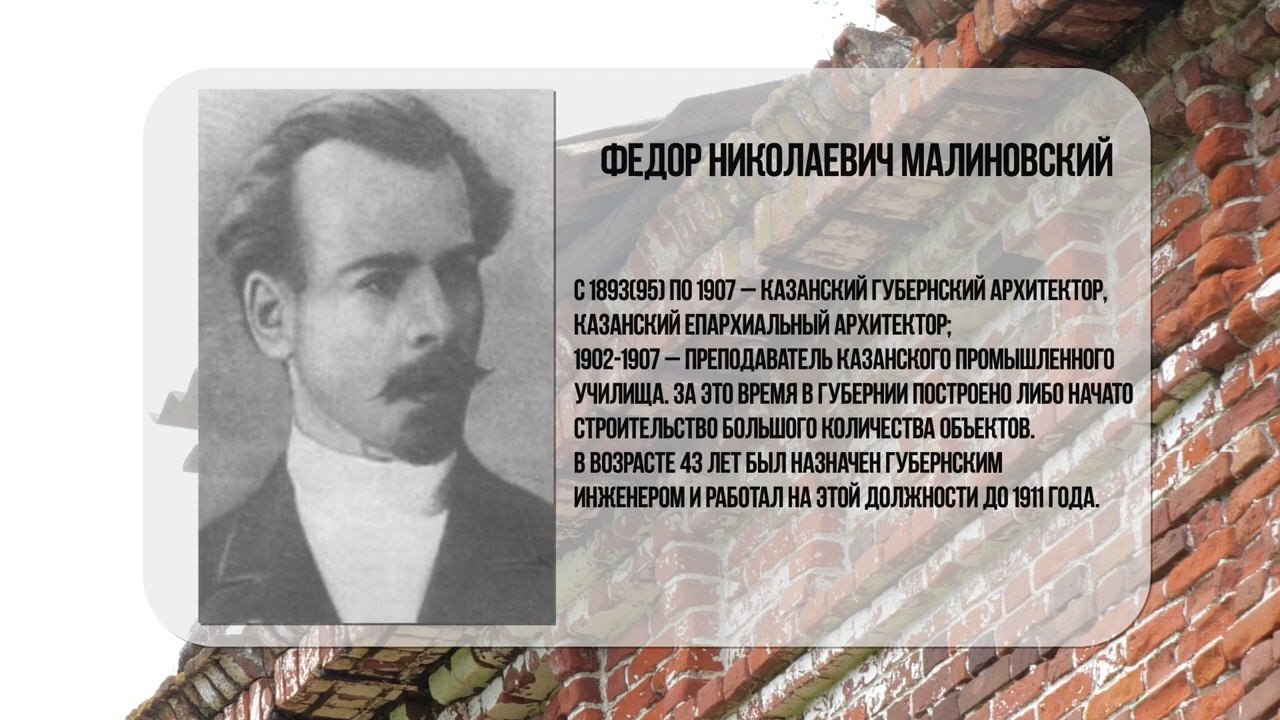 ФЕДОР НИКОЛАЕВИЧ МАЛИНОВСКИЙ
С 1893(95) ПО 1907 – КАЗАНСКИЙ ГУБЕРНСКИЙ АРХИТЕКТОР,
КАЗАНСКИЙ ЕПАРХИАЛЬНЫЙ АРХИТЕКТОР;
1902-1907 – ПРЕПОДАВАТЕЛЬ КАЗАНСКОГО ПРОМЫШЛЕННОГО
УЧИЛИЩА. ЗА ЭТО ВРЕМЯ В ГУБЕРНИИ ПОСТРОЕНО ЛИБО НАЧАТО
СТРОИТЕЛЬСТВО БОЛЬШОГО КОЛИЧЕСТВА ОБЪЕКТОВ.
В ВОЗРАСТЕ 43 ЛЕТ БЫЛ НАЗНАЧЕН ГУБЕРНСКИМ
ИНЖЕНЕРОМ И РАБОТАЛ НА ЭТОЙ ДОЛЖНОСТИ ДО 1911 ГОДА.